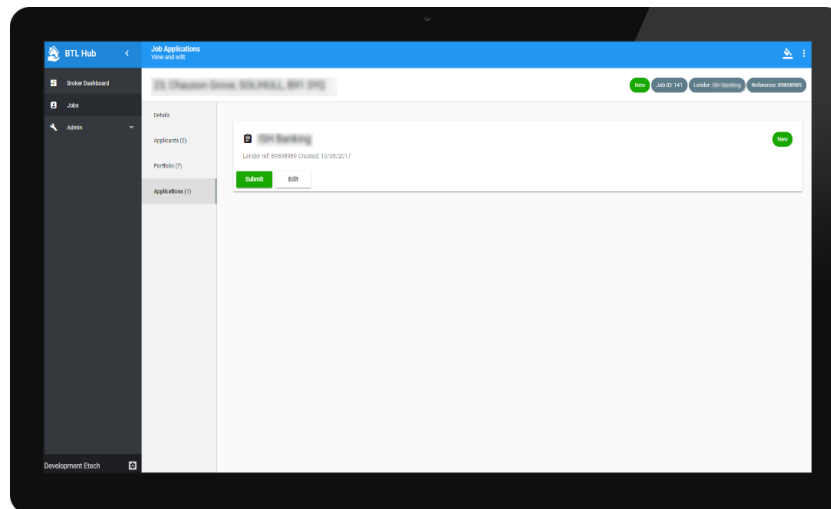 BTL Hub
Job Applications
View and edit
Broker Dashboard
Jobs
Admin
New
Job ID: 141
Lender:
Reference: 89898989
Details
Applicants (2)
Portfolio (7)
Applications (1)
New
Lender ref: 89898989 Created: 10/08/2017
Submit
Edit
Development Etech